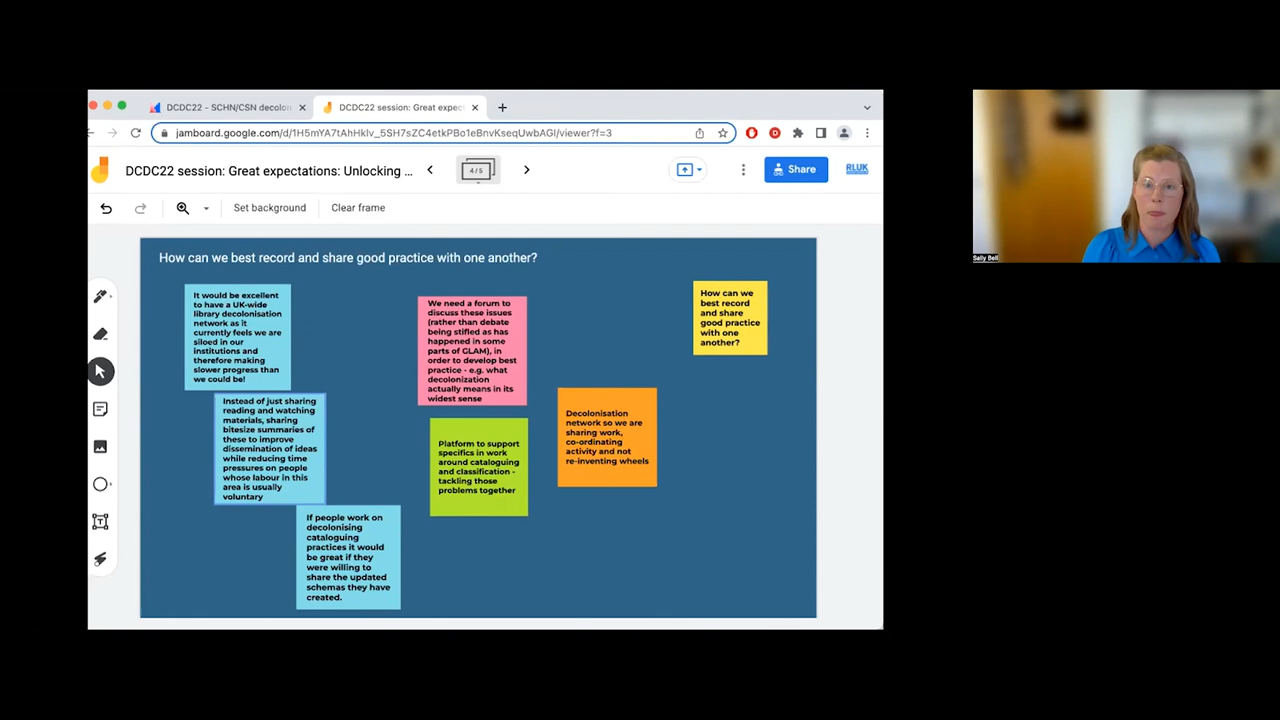 DCDC22 - SCHN/CSN decolon
DCDC22 session: Great expec
jamboard.google.com/d/1H5mYA7tAhHkIv_5SH7sZC4etkPBo1eBnvKseqUwbAGI/viewer?f=3
DCDC22 session: Great expectations: Unlocking ...
4/5
Share
RLUK
Set background
Clear frame
How can we best record and share good practice with one another?
It would be excellent
to have a UK-wide
library decolonisation
network as it
currently feels we are
siloed in our
institutions and
therefore making
slower progress than
we could be!
Instead of just sharing
reading and watching
materials, sharing
bitesize summaries of
these to improve
dissemination of ideas
while reducing time
pressures on people
whose labour in this
area is usually
voluntary
If people work on
decolonising
cataloguing
practices it would
be great if they
were willing to
share the updated
schemas they have
created.
We need a forum to
discuss these issues
(rather than debate
being stifled as has
happened in some
parts of GLAM), in
order to develop best
practice - e.g. what
decolonization
actually means in its
widest sense
Platform to support
specifics in work
around cataloguing
and classification -
tackling those
problems together
Decolonisation
network so we are
sharing work,
co-ordinating
activity and not
re-inventing wheels
How can we
best record
and share
good practice
with one
another?
Sally Bell